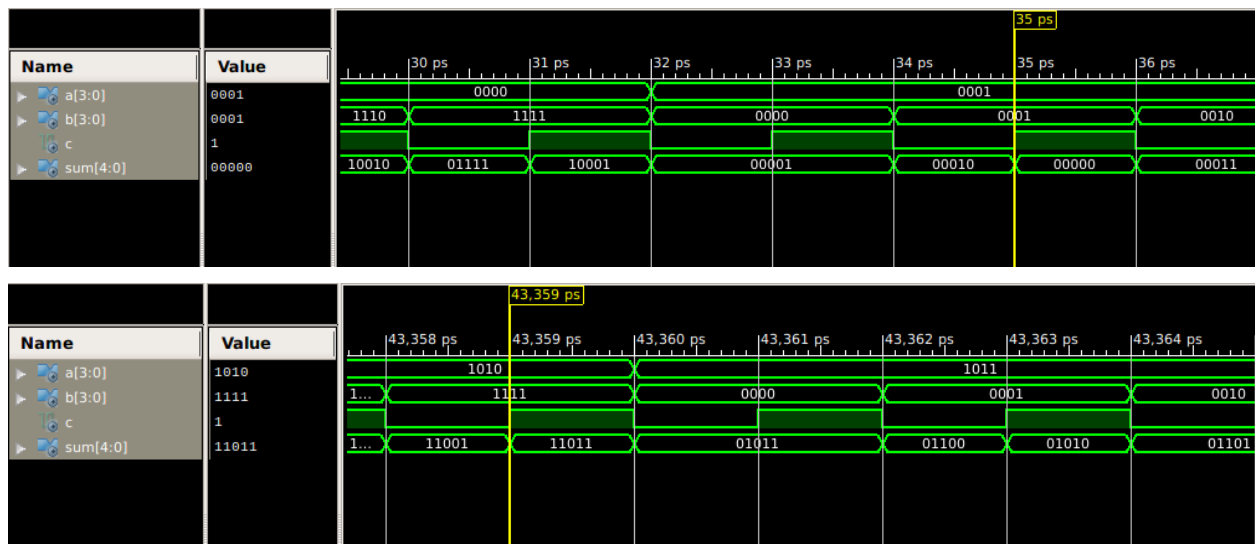 35 ps
Name Value 30 ps 31 ps 32 ps 33 ps 34 ps 35 ps 36 ps
a[3:0] 0001 0000 0001
b[3:0] 0001 1110 1111 0000 0001 0010
c 1
sum[4:0] 00000 10010 01111 10001 00001 00010 00000 00011
43,359 ps
Name Value 43,358 ps 43,359 ps 43,360 ps 43,361 ps 43,362 ps 43,363 ps 43,364 ps
a[3:0] 1010 1010 1011
b[3:0] 1111 1... 1111 0000 0001 0010
c 1
sum[4:0] 11011 1... 11001 11011 01011 01100 01010 01101